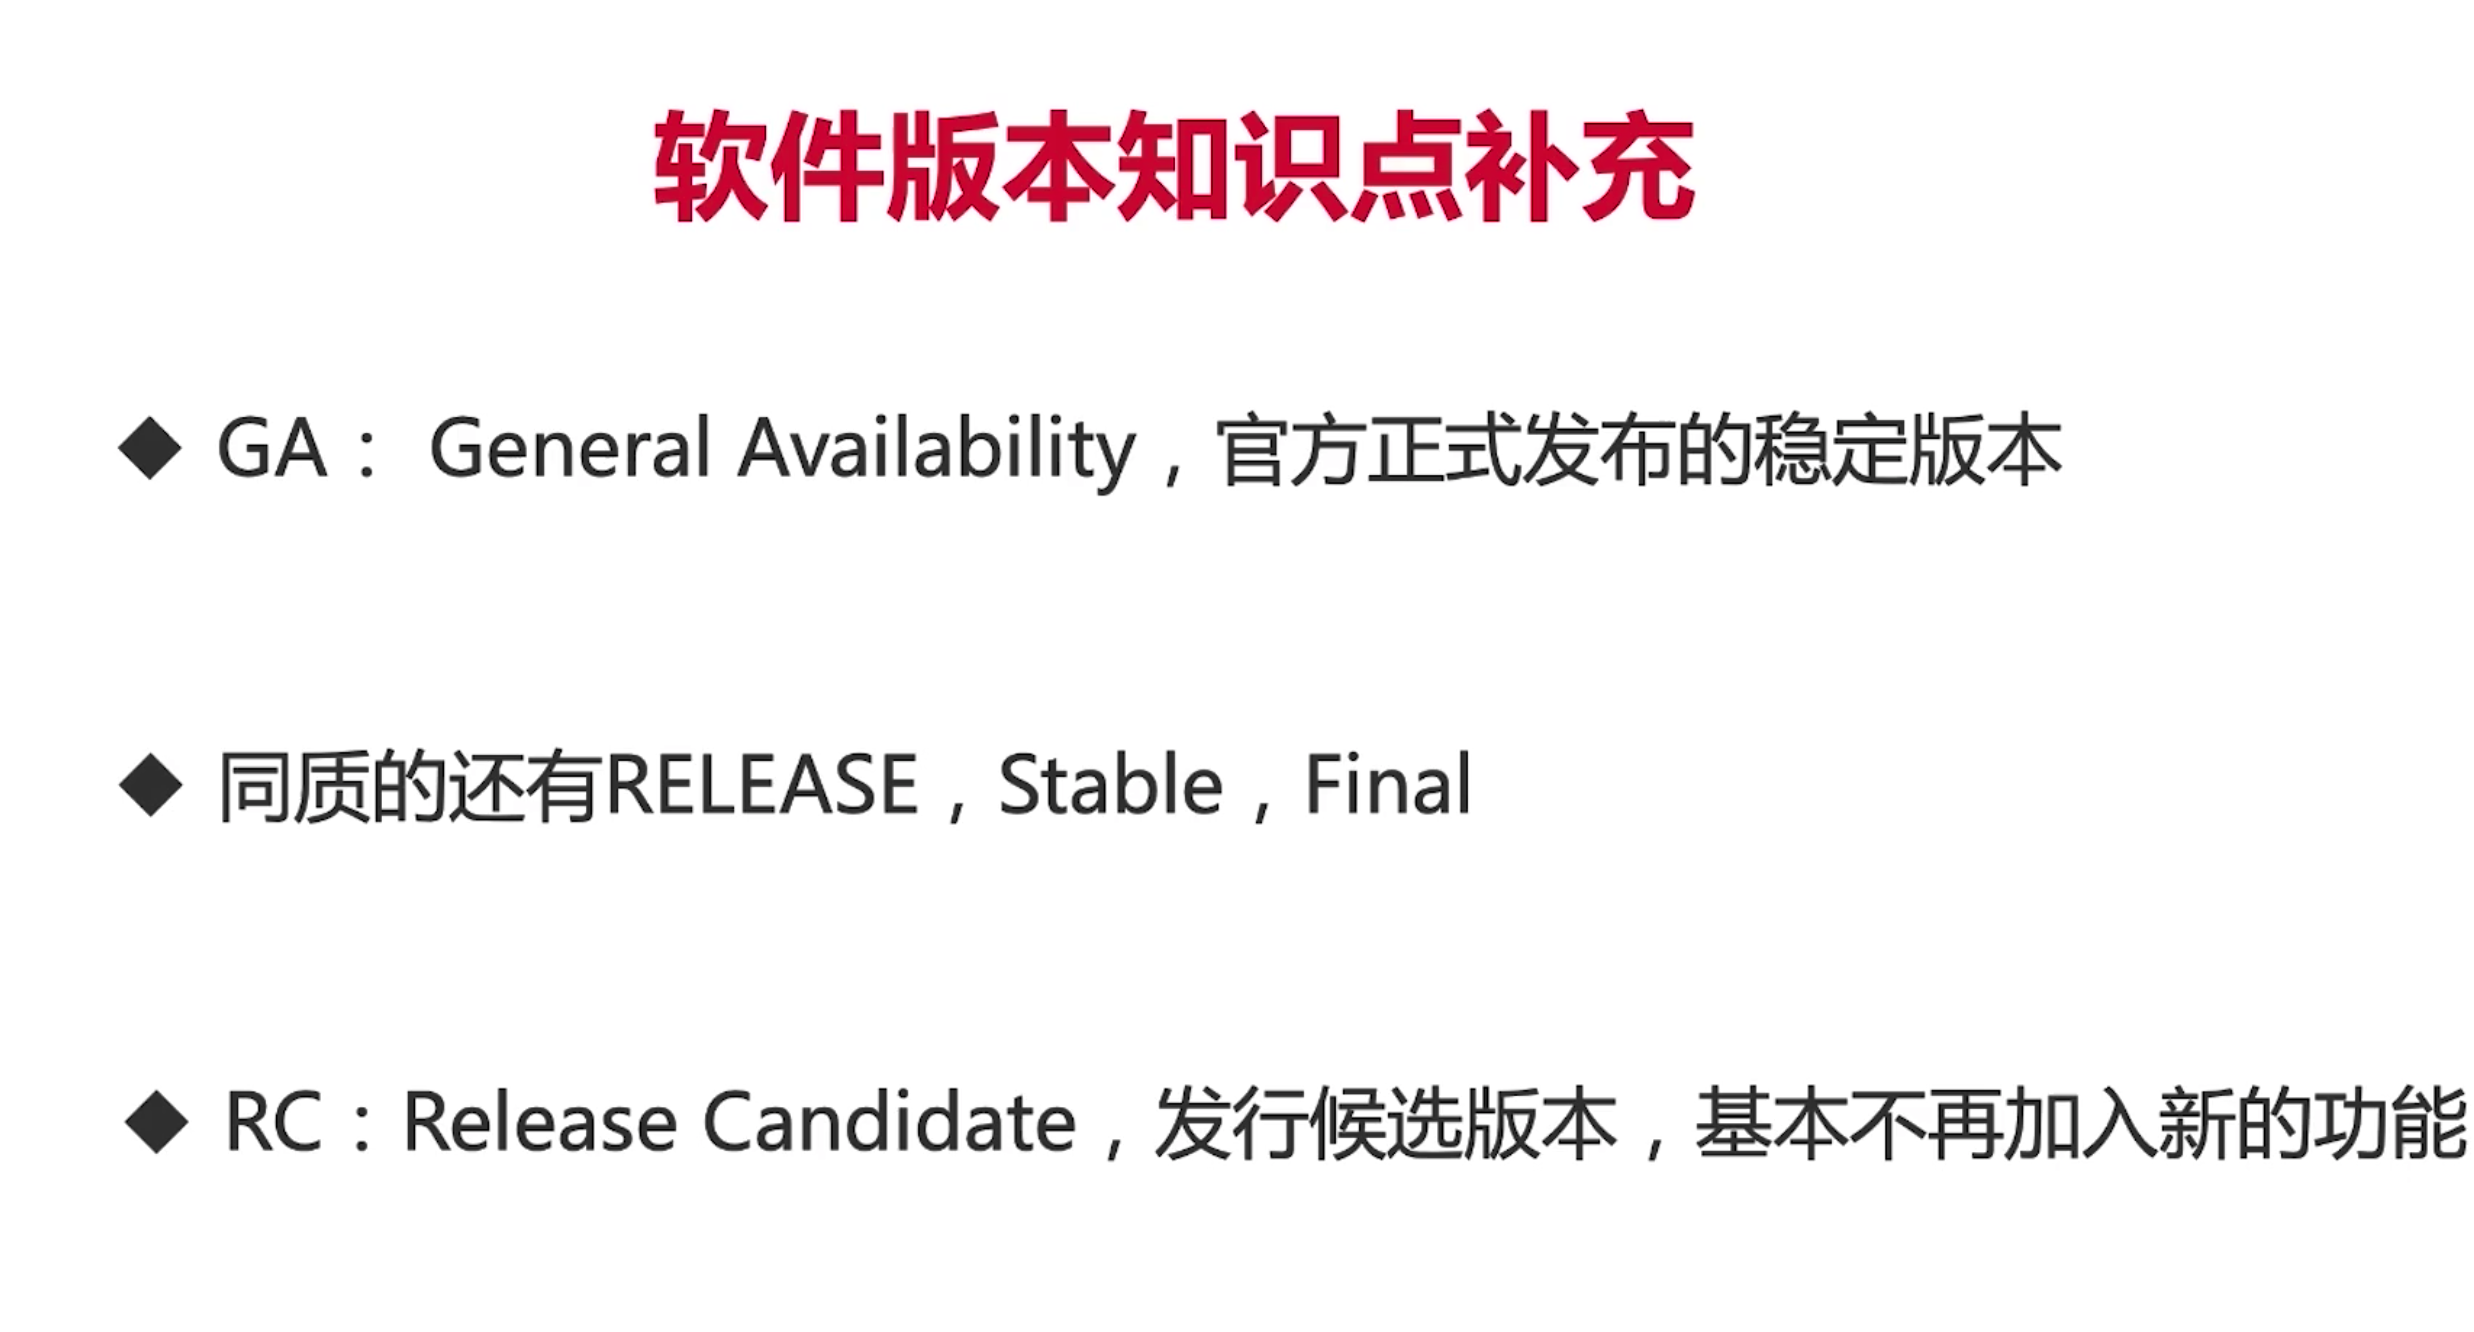 软件版本知识点补充
◆ GA： General Availability，官方正式发布的稳定版本
◆ 同质的还有RELEASE，Stable，Final
◆ RC：Release Candidate，发行候选版本，基本不再加入新的功能